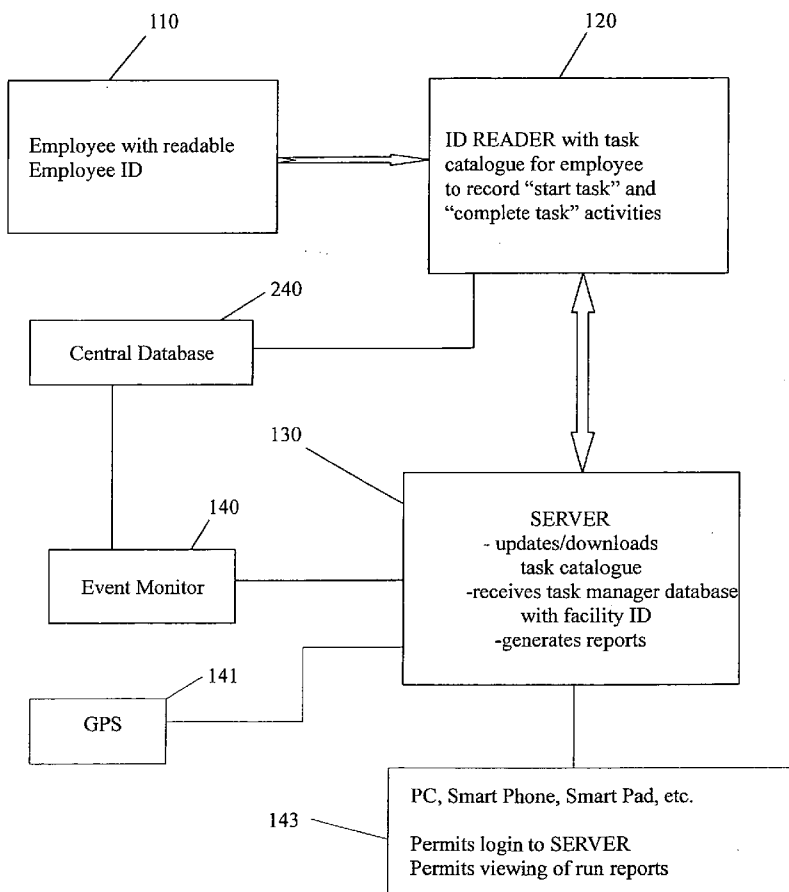 110
120
Employee with readable
Employee ID
ID READER with task
catalogue for employee
to record “start task” and
“complete task” activities
240
Central Database
130
140
Event Monitor
SERVER
- updates/downloads
task catalogue
-receives task manager database
with facility ID
-generates reports
141
GPS
143
PC, Smart Phone, Smart Pad, etc.
Permits login to SERVER
Permits viewing of run reports